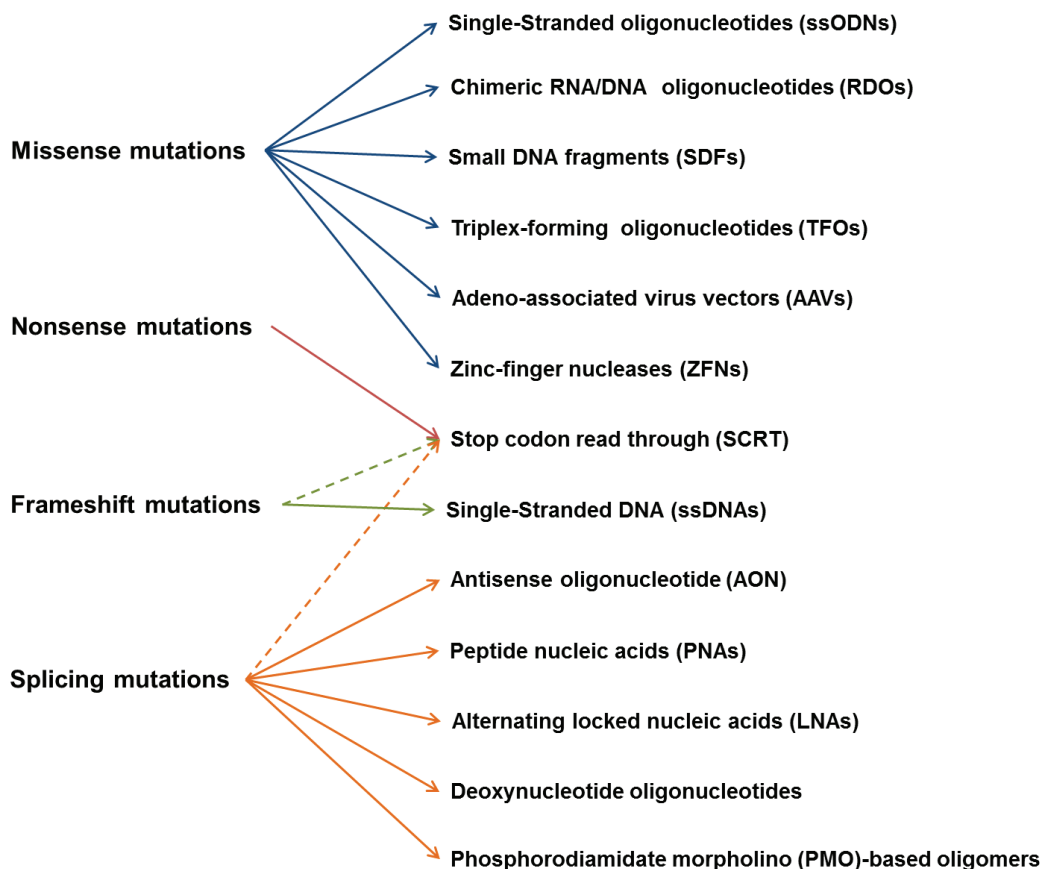 Single-Stranded oligonucleotides (ssODNs)
Chimeric RNA/DNA oligonucleotides (RDOs)
Missense mutations
Small DNA fragments (SDFs)
Triplex-forming oligonucleotides (TFOs)
Adeno-associated virus vectors (AAVs)
Nonsense mutations
Zinc-finger nucleases (ZFNs)
Stop codon read through (SCRT)
Frameshift mutations
Single-Stranded DNA (ssDNAs)
Antisense oligonucleotide (AON)
Peptide nucleic acids (PNAs)
Splicing mutations
Alternating locked nucleic acids (LNAs)
Deoxynucleotide oligonucleotides
Phosphorodiamidate morpholino (PMO)-based oligomers